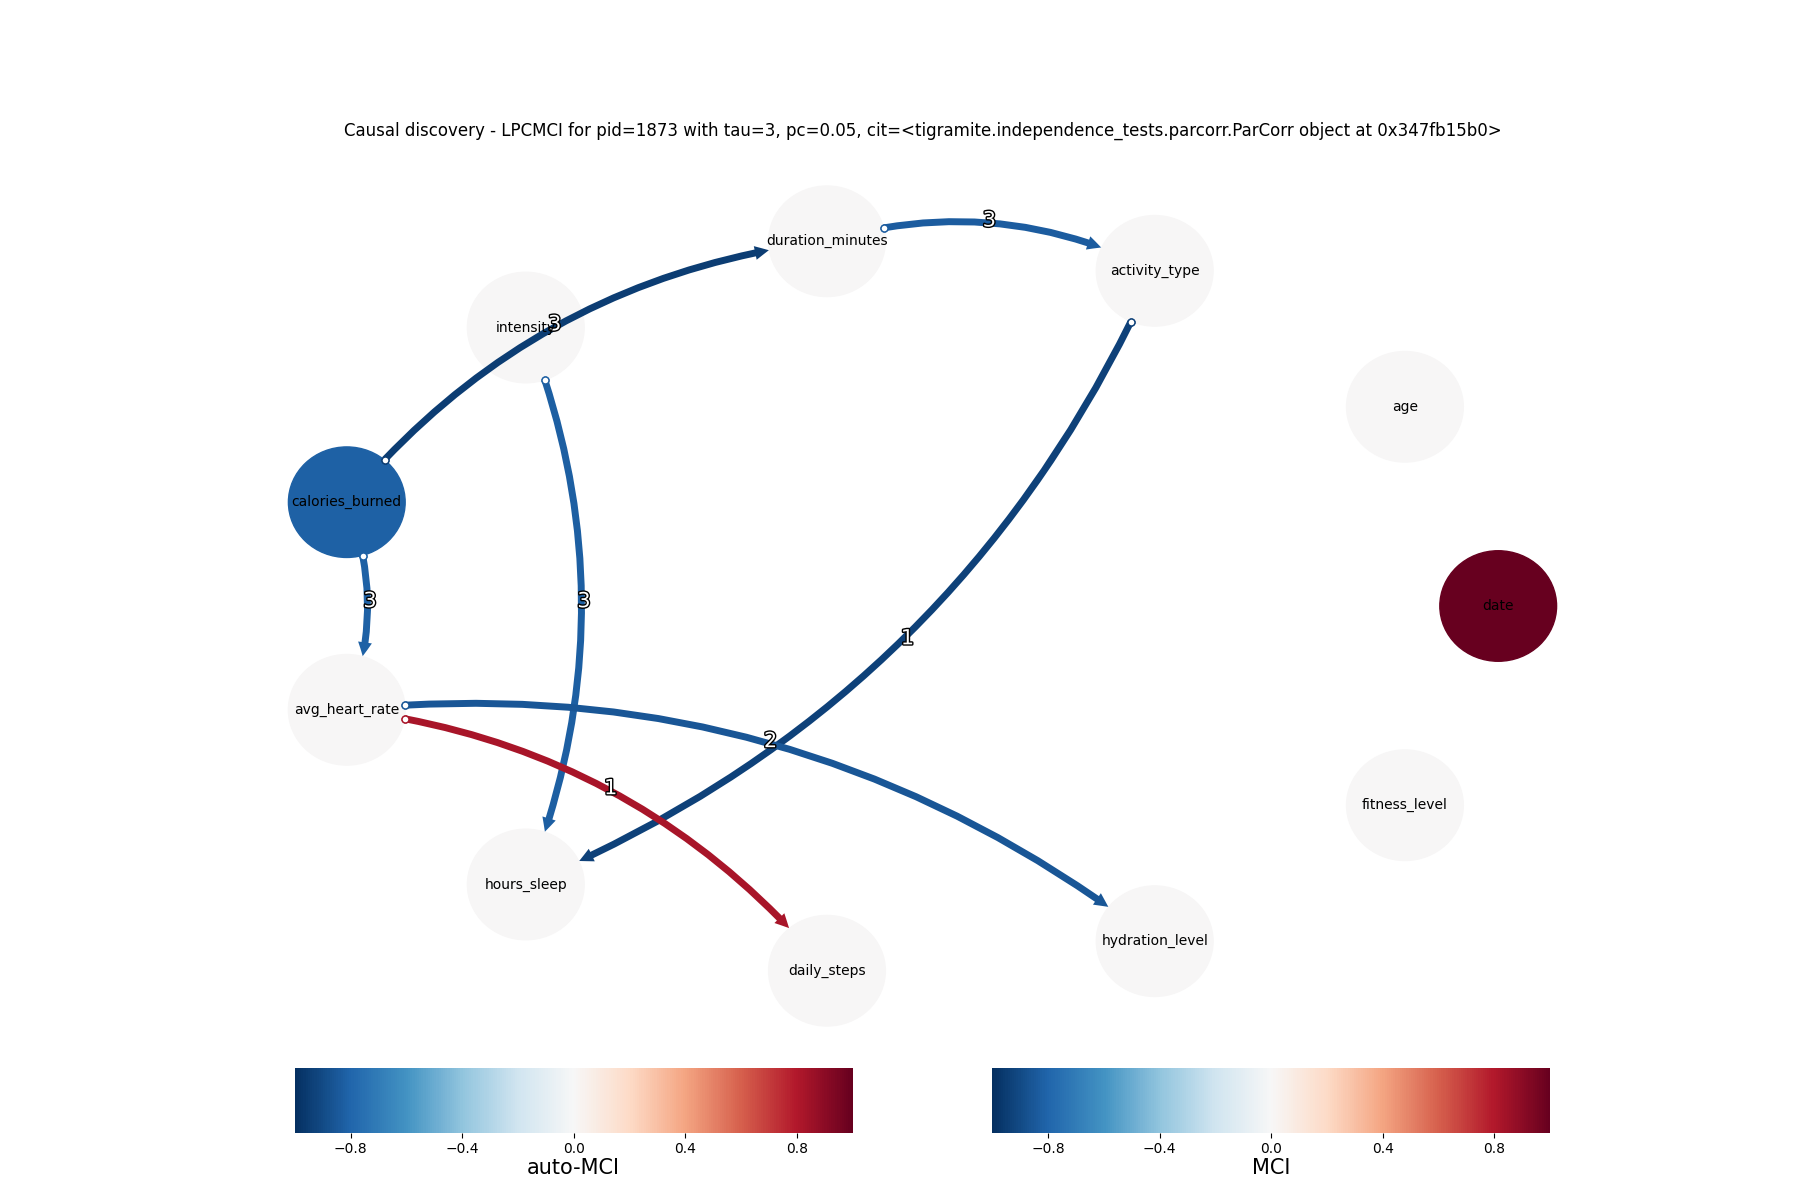 Causal discovery - LPCMCI for pid=1873 with tau=3, pc=0.05, cit=<tigramite.independence_tests.parcorr.ParCorr object at 0x347fb15b0>
3
duration_minutes
activity_type
intensity
3
age
calories_burned
3
3
date
1
avg_heart_rate
2
1
fitness_level
hours_sleep
hydration_level
daily_steps
−0.8 −0.4 0.0 0.4 0.8
auto-MCI
−0.8 −0.4 0.0 0.4 0.8
MCI